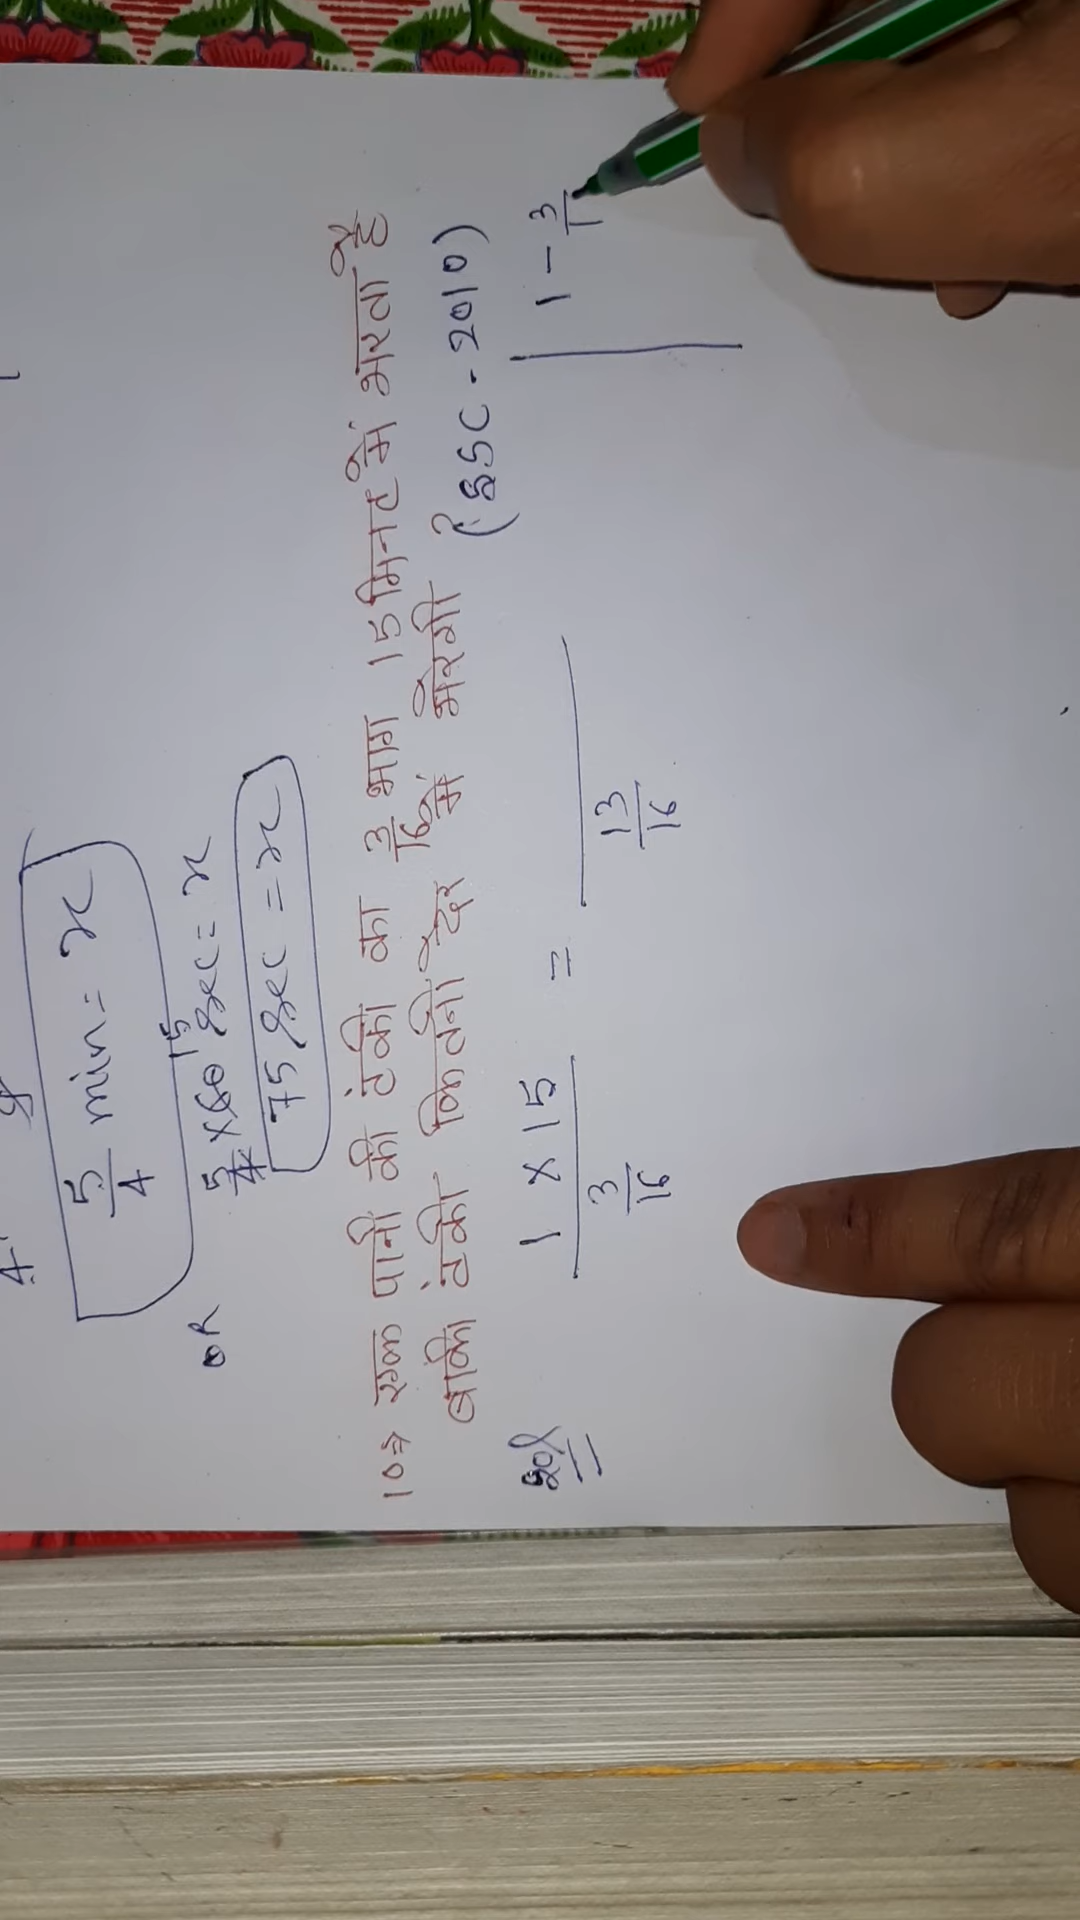 5/4 min = x
OR 5/4 × 60 15 sec = x
75 sec = x
10⇒ एक पानी की टंकी का 3/16 भाग 15 मिनट में भरता है
बाकी टंकी कितनी देर में भरेगी ? (SSC - 2010)
Sol 1 × 15 / 3/16 = 13/16
1 - 3/1